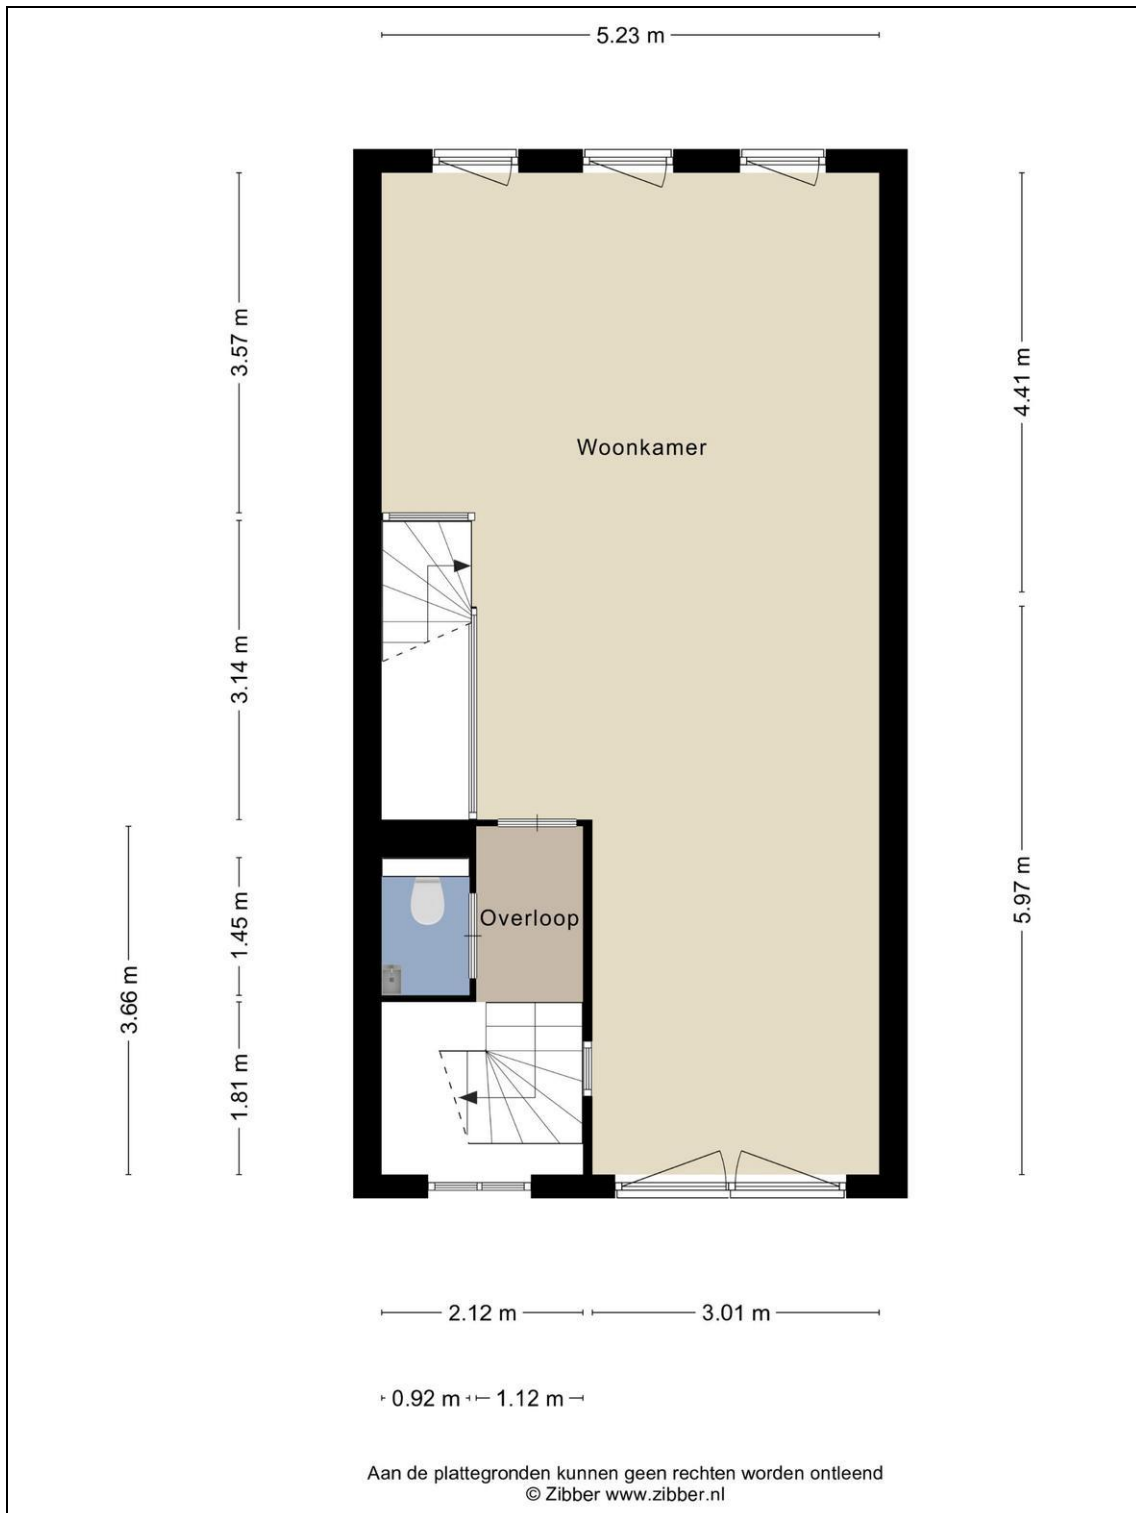 5.23 m
3.57 m
4.41 m
Woonkamer
3.14 m
5.97 m
1.45 m
Overloop
3.66 m
1.81 m
2.12 m
3.01 m
0.92 m
1.12 m
Aan de plattegronden kunnen geen rechten worden ontleend
© Zibber www.zibber.nl